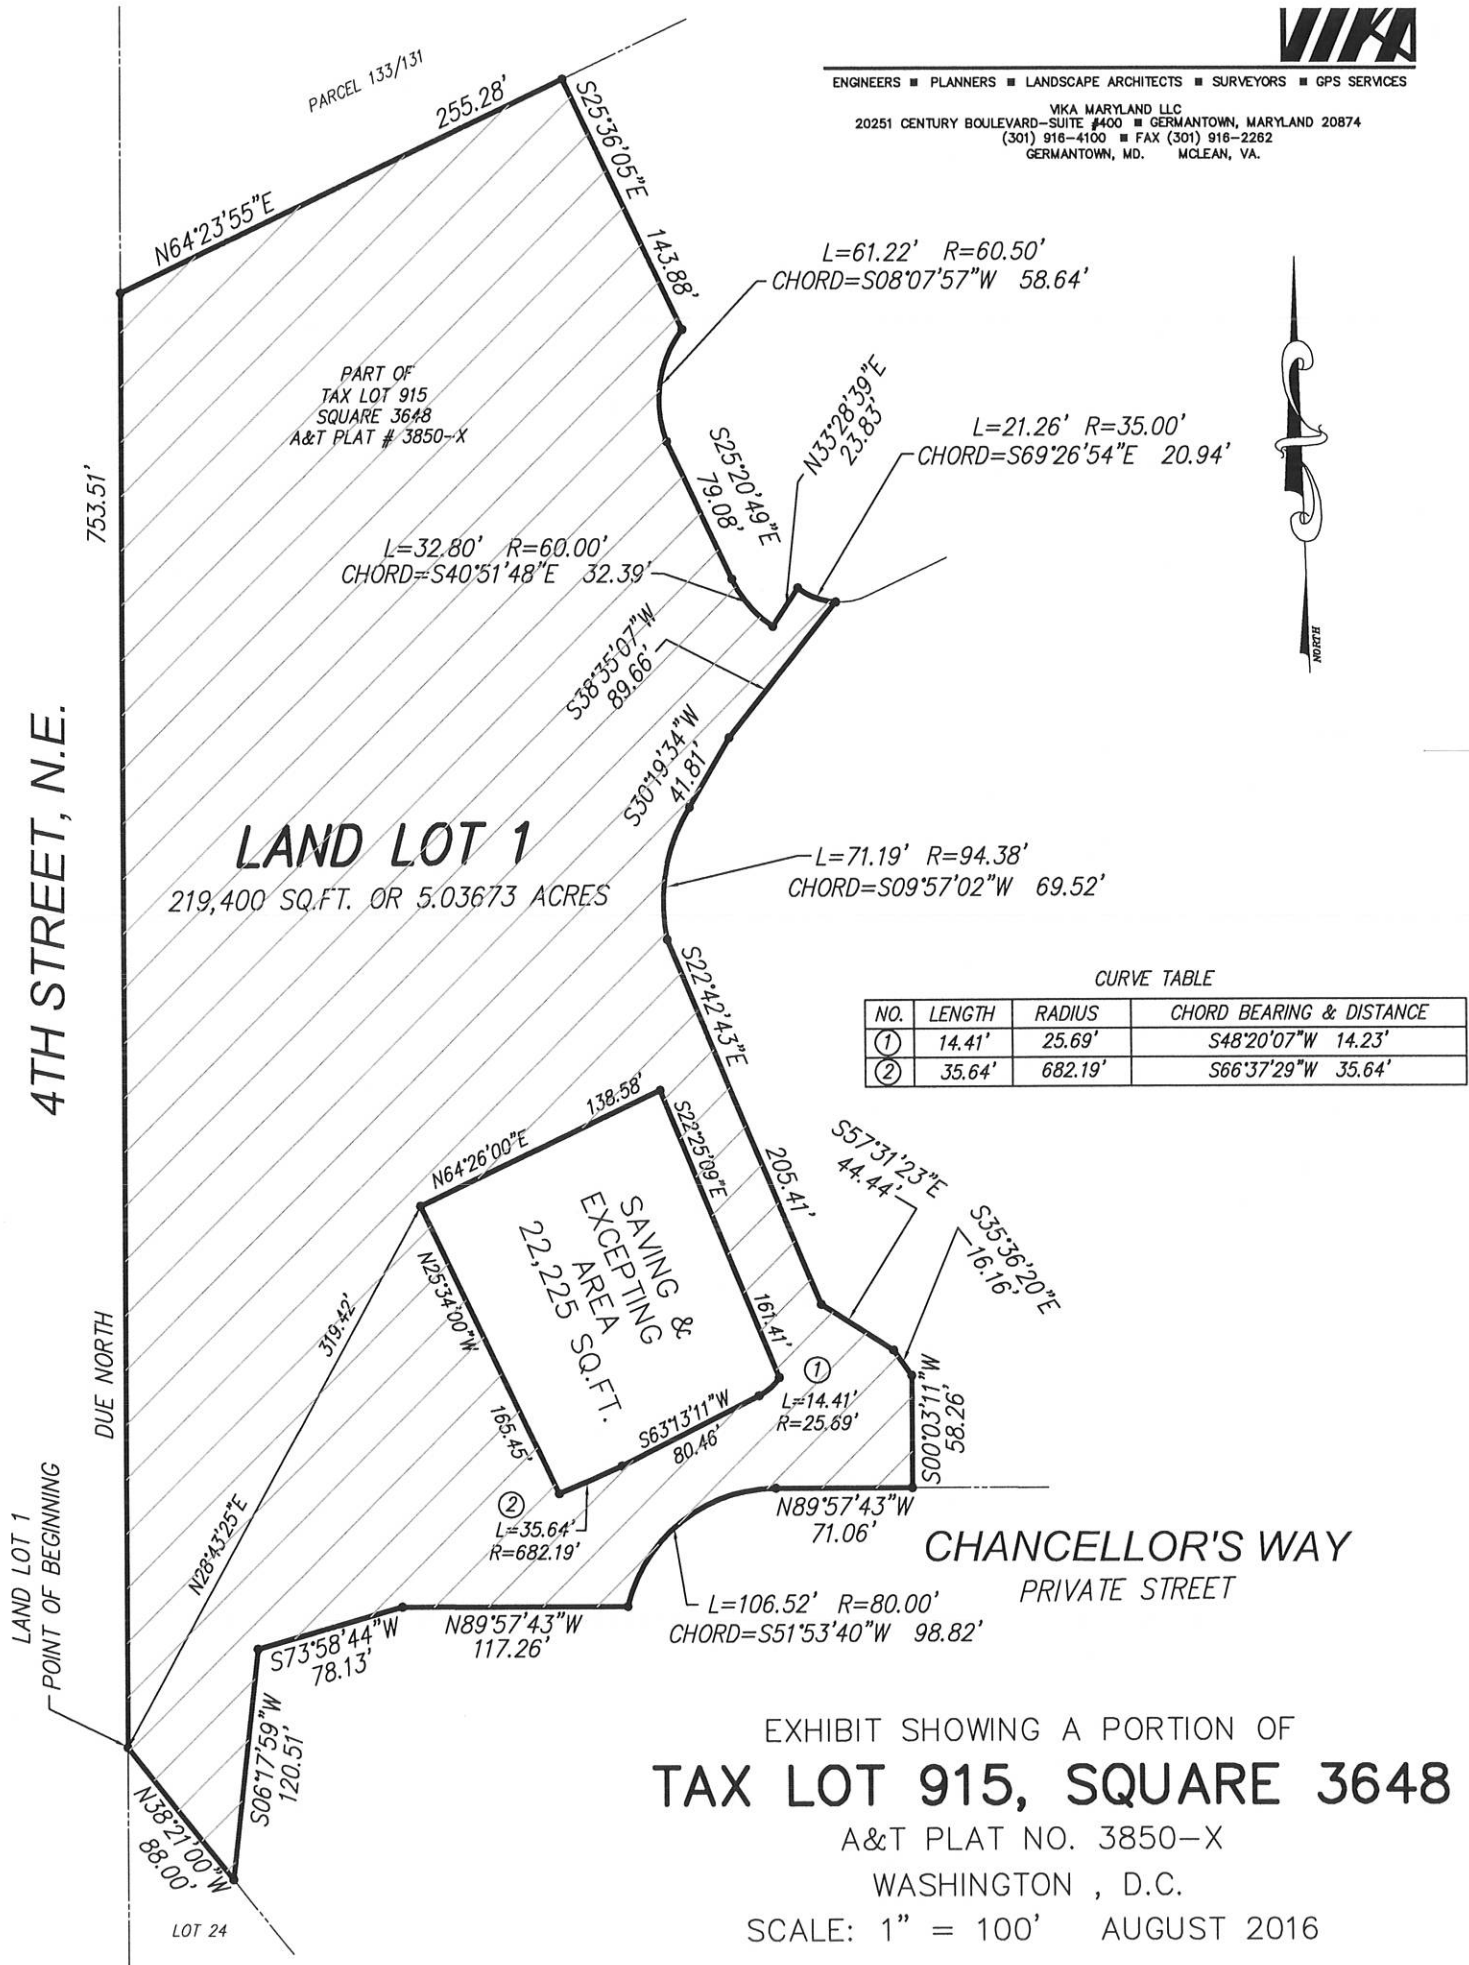 VIKA
ENGINEERS ■ PLANNERS ■ LANDSCAPE ARCHITECTS ■ SURVEYORS ■ GPS SERVICES
VIKA MARYLAND LLC
20251 CENTURY BOULEVARD-SUITE #400 ■ GERMANTOWN, MARYLAND 20874
(301) 916-4100 ■ FAX (301) 916-2262
GERMANTOWN, MD. MCLEAN, VA.
PARCEL 133/131
255.28'
N64°23'55"E
S25°36'05"E
143.88'
L=61.22' R=60.50'
CHORD=S08°07'57"W 58.64'
PART OF
TAX LOT 915
SQUARE 3648
A&T PLAT # 3850-X
753.51'
S25°20'49"E
79.08'
N33°28'39"E
23.83'
L=21.26' R=35.00'
CHORD=S69°26'54"E 20.94'
L=32.80' R=60.00'
CHORD=S40°51'48"E 32.39'
NORTH
S38°35'07"W
89.66'
S30°19'34"W
41.81'
4TH STREET, N.E.
LAND LOT 1
219,400 SQ.FT. OR 5.03673 ACRES
L=71.19' R=94.38'
CHORD=S09°57'02"W 69.52'
S22°42'43"E
205.41'
CURVE TABLE
NO. LENGTH RADIUS CHORD BEARING & DISTANCE
① 14.41' 25.69' S48°20'07"W 14.23'
② 35.64' 682.19' S66°37'29"W 35.64'
138.58'
N64°26'00"E
S22°25'09"E
161.41'
S57°31'23"E
44.44'
S35°36'20"E
16.16'
SAVING &
EXCEPTING
AREA
22,225 SQ.FT.
N25°34'00"W
165.45'
319.42'
N28°43'25"E
DUE NORTH
①
L=14.41'
R=25.69'
S63°13'11"W
80.46'
S00°03'11"W
58.26'
②
L=35.64'
R=682.19'
N89°57'43"W
71.06'
CHANCELLOR'S WAY
PRIVATE STREET
LAND LOT 1
POINT OF BEGINNING
L=106.52' R=80.00'
CHORD=S51°53'40"W 98.82'
N89°57'43"W
117.26'
S73°58'44"W
78.13'
S06°17'59"W
120.51'
N38°21'00"W
88.00'
LOT 24
EXHIBIT SHOWING A PORTION OF
TAX LOT 915, SQUARE 3648
A&T PLAT NO. 3850-X
WASHINGTON , D.C.
SCALE: 1" = 100' AUGUST 2016